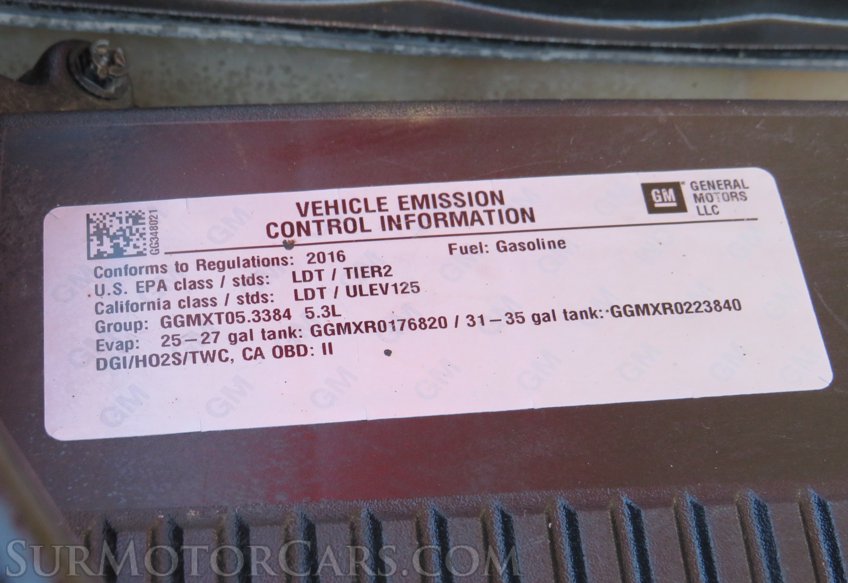 VEHICLE EMISSION
CONTROL INFORMATION
GM GENERAL
MOTORS
LLC
GG348021
Conforms to Regulations: 2016 Fuel: Gasoline
U.S. EPA class / stds: LDT / TIER2
California class / stds: LDT / ULEV125
Group: GGMXT05.3384 5.3L
Evap: 25-27 gal tank: GGMXR0176820 / 31-35 gal tank: GGMXR0223840
DGI/HO2S/TWC, CA OBD: II
SURMOTORCARS.COM